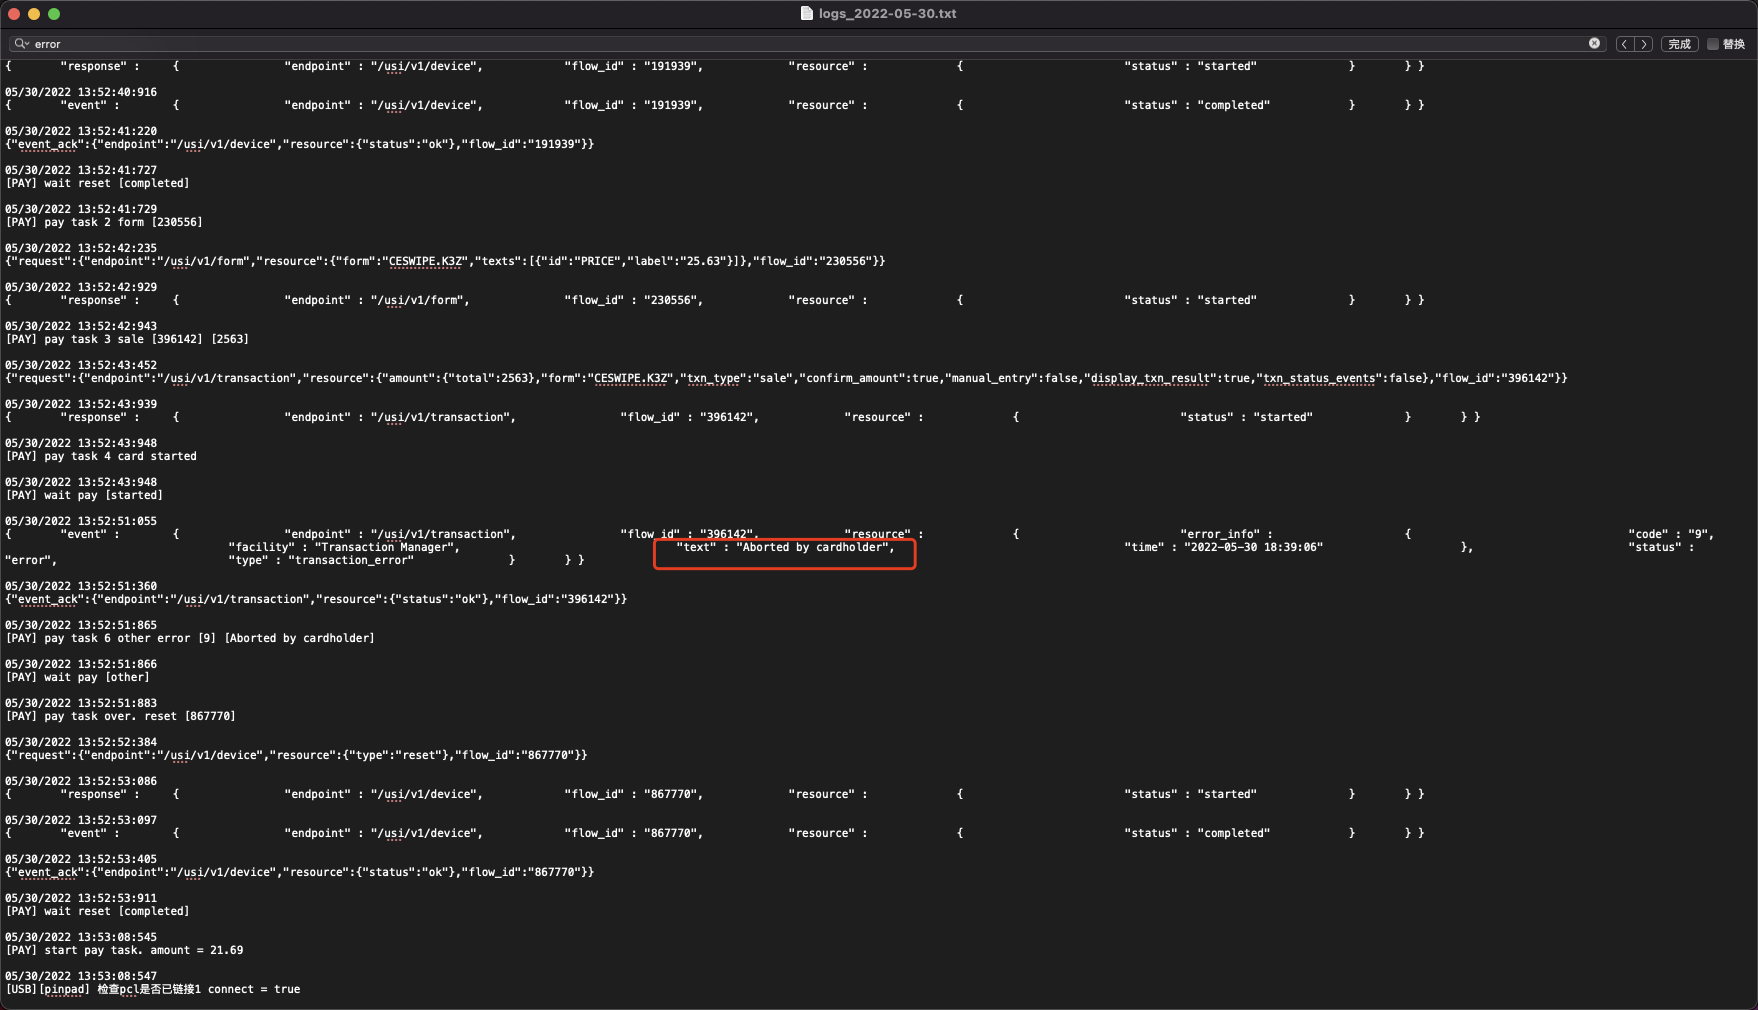 logs_2022-05-30.txt
error
完成
替换
{ "response" : { "endpoint" : "/usi/v1/device", "flow_id" : "191939", "resource" : { "status" : "started" } } }
05/30/2022 13:52:40:916
{ "event" : { "endpoint" : "/usi/v1/device", "flow_id" : "191939", "resource" : { "status" : "completed" } } }
05/30/2022 13:52:41:220
{"event_ack":{"endpoint":"/usi/v1/device","resource":{"status":"ok"},"flow_id":"191939"}}
05/30/2022 13:52:41:727
[PAY] wait reset [completed]
05/30/2022 13:52:41:729
[PAY] pay task 2 form [230556]
05/30/2022 13:52:42:235
{"request":{"endpoint":"/usi/v1/form","resource":{"form":"CESWIPE.K3Z","texts":[{"id":"PRICE","label":"25.63"}]},"flow_id":"230556"}}
05/30/2022 13:52:42:929
{ "response" : { "endpoint" : "/usi/v1/form", "flow_id" : "230556", "resource" : { "status" : "started" } } }
05/30/2022 13:52:42:943
[PAY] pay task 3 sale [396142] [2563]
05/30/2022 13:52:43:452
{"request":{"endpoint":"/usi/v1/transaction","resource":{"amount":{"total":2563},"form":"CESWIPE.K3Z","txn_type":"sale","confirm_amount":true,"manual_entry":false,"display_txn_result":true,"txn_status_events":false},"flow_id":"396142"}}
05/30/2022 13:52:43:939
{ "response" : { "endpoint" : "/usi/v1/transaction", "flow_id" : "396142", "resource" : { "status" : "started" } } }
05/30/2022 13:52:43:948
[PAY] pay task 4 card started
05/30/2022 13:52:43:948
[PAY] wait pay [started]
05/30/2022 13:52:51:055
{ "event" : { "endpoint" : "/usi/v1/transaction", "flow_id" : "396142", "resource" : { "error_info" : { "code" : "9",
"facility" : "Transaction Manager", "text" : "Aborted by cardholder", "time" : "2022-05-30 18:39:06" }, "status" :
"error", "type" : "transaction_error" } } }
05/30/2022 13:52:51:360
{"event_ack":{"endpoint":"/usi/v1/transaction","resource":{"status":"ok"},"flow_id":"396142"}}
05/30/2022 13:52:51:865
[PAY] pay task 6 other error [9] [Aborted by cardholder]
05/30/2022 13:52:51:866
[PAY] wait pay [other]
05/30/2022 13:52:51:883
[PAY] pay task over. reset [867770]
05/30/2022 13:52:52:384
{"request":{"endpoint":"/usi/v1/device","resource":{"type":"reset"},"flow_id":"867770"}}
05/30/2022 13:52:53:086
{ "response" : { "endpoint" : "/usi/v1/device", "flow_id" : "867770", "resource" : { "status" : "started" } } }
05/30/2022 13:52:53:097
{ "event" : { "endpoint" : "/usi/v1/device", "flow_id" : "867770", "resource" : { "status" : "completed" } } }
05/30/2022 13:52:53:405
{"event_ack":{"endpoint":"/usi/v1/device","resource":{"status":"ok"},"flow_id":"867770"}}
05/30/2022 13:52:53:911
[PAY] wait reset [completed]
05/30/2022 13:53:08:545
[PAY] start pay task. amount = 21.69
05/30/2022 13:53:08:547
[USB][pinpad] 检查pcl是否已链接1 connect = true